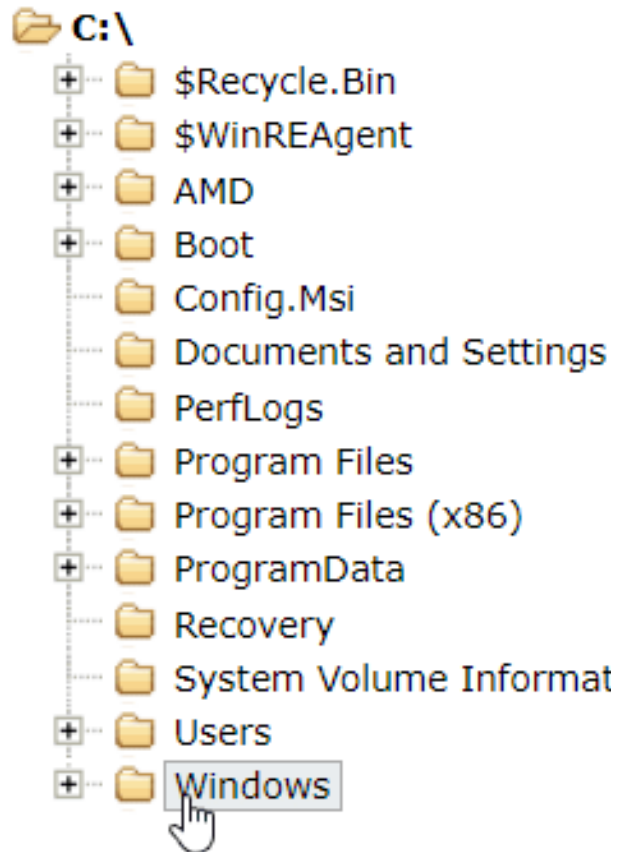 C:\
$Recycle.Bin
$WinREAgent
AMD
Boot
Config.Msi
Documents and Settings
PerfLogs
Program Files
Program Files (x86)
ProgramData
Recovery
System Volume Informat
Users
Windows